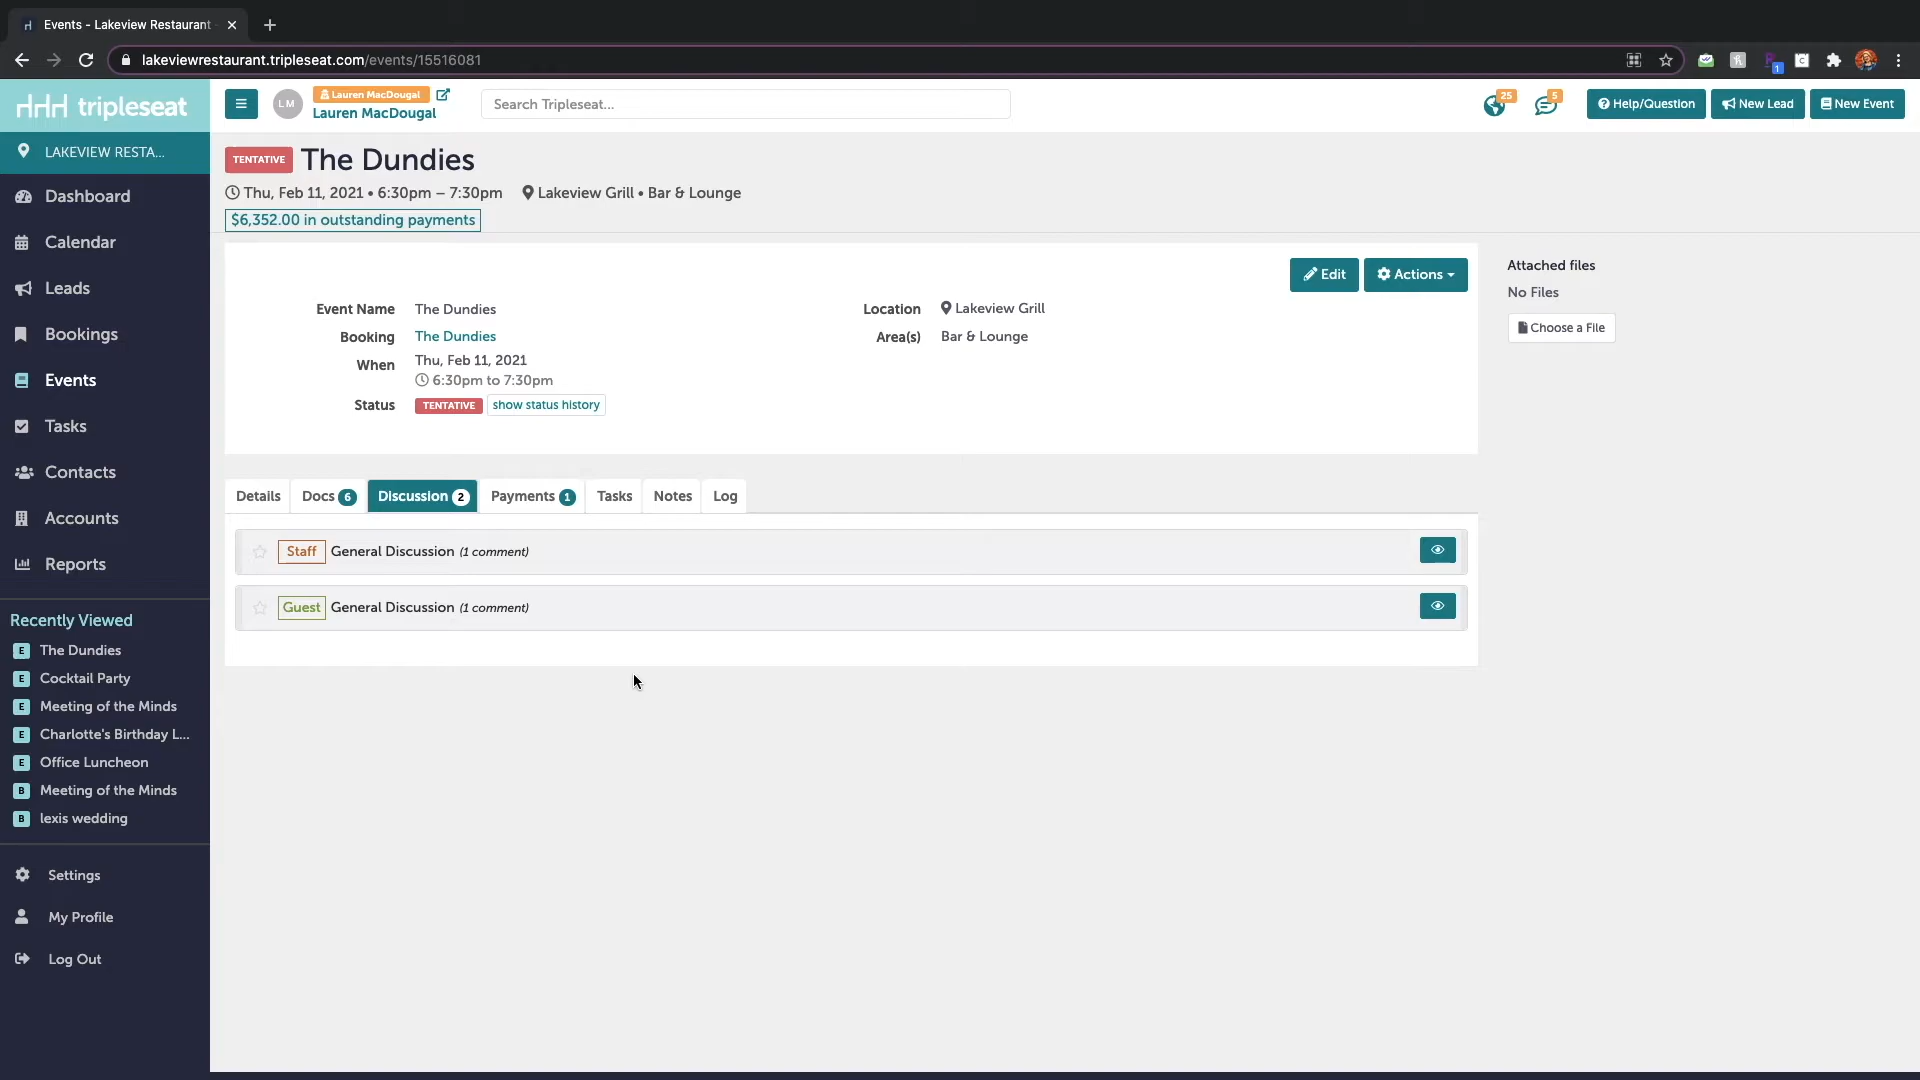 Events - Lakeview Restaurant
lakeviewrestaurant.tripleseat.com/events/15516081
1
tripleseat
LM
Lauren MacDougal
Lauren MacDougal
Search Tripleseat...
25
5
Help/Question
New Lead
New Event
LAKEVIEW RESTA...
Dashboard
Calendar
Leads
Bookings
Events
Tasks
Contacts
Accounts
Reports
Recently Viewed
E The Dundies
E Cocktail Party
E Meeting of the Minds
E Charlotte's Birthday L...
E Office Luncheon
B Meeting of the Minds
B lexis wedding
Settings
My Profile
Log Out
TENTATIVE The Dundies
Thu, Feb 11, 2021 • 6:30pm – 7:30pm Lakeview Grill • Bar & Lounge
$6,352.00 in outstanding payments
Edit Actions
Event Name The Dundies
Booking The Dundies
When Thu, Feb 11, 2021
6:30pm to 7:30pm
Status TENTATIVE show status history
Location Lakeview Grill
Area(s) Bar & Lounge
Attached files
No Files
Choose a File
Details Docs 6 Discussion 2 Payments 1 Tasks Notes Log
Staff General Discussion (1 comment)
Guest General Discussion (1 comment)